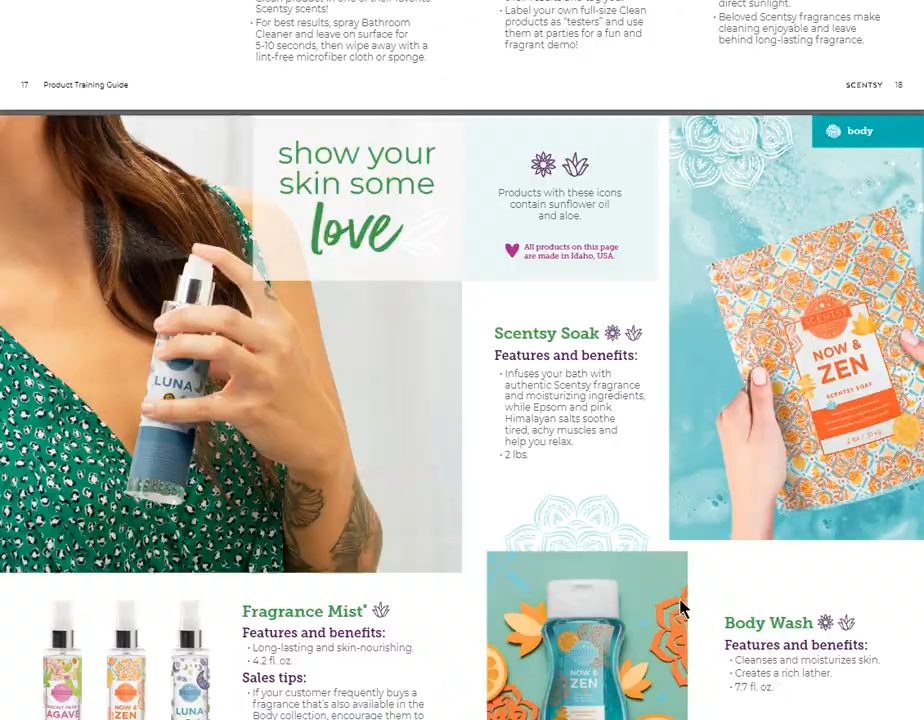 Clean product in one of their favorite
Scentsy scents!
• For best results, spray Bathroom
Cleaner and leave on surface for
5-10 seconds, then wipe away with a
lint-free microfiber cloth or sponge.
• Label your own full-size Clean
products as “testers” and use
them at parties for a fun and
fragrant demo!
direct sunlight.
• Beloved Scentsy fragrances make
cleaning enjoyable and leave
behind long-lasting fragrance.
17 Product Training Guide
SCENTSY 18
show your
skin some
love
Products with these icons
contain sunflower oil
and aloe.
All products on this page
are made in Idaho, USA.
body
LUNA
Scentsy Soak
Features and benefits:
• Infuses your bath with
authentic Scentsy fragrance
and moisturizing ingredients,
while Epsom and pink
Himalayan salts soothe
tired, achy muscles and
help you relax.
• 2 lbs.
SCENTSY
NOW &
ZEN
SCENTSY SOAK
Fragrance Mist*
Features and benefits:
• Long-lasting and skin-nourishing.
• 4.2 fl. oz.
Sales tips:
• If your customer frequently buys a
fragrance that’s also available in the
Body collection, encourage them to
AGAVE
NOW &
ZEN
LUNA
NOW &
ZEN
Body Wash
Features and benefits:
• Cleanses and moisturizes skin.
• Creates a rich lather.
• 7.7 fl. oz.